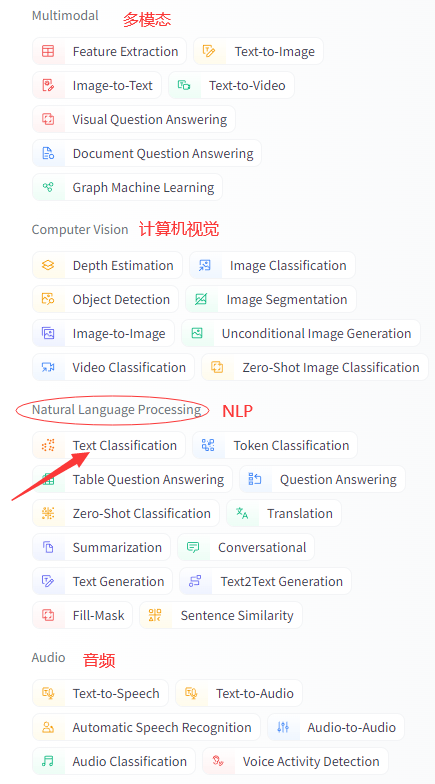 Multimodal 多模态
Feature Extraction Text-to-Image
Image-to-Text Text-to-Video
Visual Question Answering
Document Question Answering
Graph Machine Learning
Computer Vision 计算机视觉
Depth Estimation Image Classification
Object Detection Image Segmentation
Image-to-Image Unconditional Image Generation
Video Classification Zero-Shot Image Classification
Natural Language Processing NLP
Text Classification Token Classification
Table Question Answering Question Answering
Zero-Shot Classification Translation
Summarization Conversational
Text Generation Text2Text Generation
Fill-Mask Sentence Similarity
Audio 音频
Text-to-Speech Text-to-Audio
Automatic Speech Recognition Audio-to-Audio
Audio Classification Voice Activity Detection